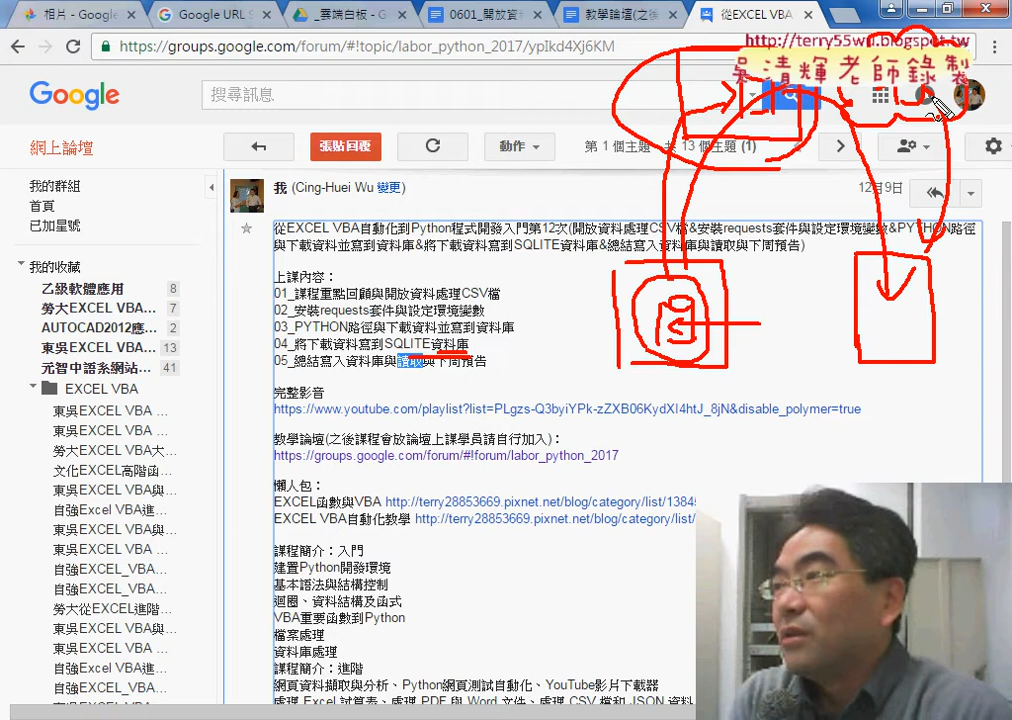 相片 - Google
Google URL S
_雲端白板 - G
0601_開放資
教學論壇(之後
從EXCEL VBA
https://groups.google.com/forum/#!topic/labor_python_2017/ypIkd4Xj6KM
http://terry55wu.blogspot.tw
吳清輝老師錄製
Google
搜尋訊息
網上論壇
張貼回覆
動作
第 1 個主題，共 13 個主題 (1)
我的群組
首頁
已加星號
我的收藏
乙級軟體應用 8
勞大EXCEL VBA... 7
AUTOCAD2012應... 2
東吳EXCEL VBA... 13
元智中語系網站... 41
EXCEL VBA
東吳EXCEL VBA ...
東吳EXCEL VBA ...
勞大EXCEL VBA大...
文化EXCEL高階函...
東吳EXCEL VBA與...
自強Excel VBA進...
東吳EXCEL VBA與...
東吳EXCEL VBA ...
自強EXCEL_VBA...
自強EXCEL_VBA...
勞大從EXCEL進階...
東吳EXCEL VBA與...
東吳EXCEL VBA ...
自強Excel VBA進...
自強EXCEL_VBA...
我 (Cing-Huei Wu 變更)
12月9日
從EXCEL VBA自動化到Python程式開發入門第12次(開放資料處理CSV檔&安裝requests套件與設定環境變數&PYTHON路徑
與下載資料並寫到資料庫&將下載資料寫到SQLITE資料庫&總結寫入資料庫與讀取與下周預告)
上課內容：
01_課程重點回顧與開放資料處理CSV檔
02_安裝requests套件與設定環境變數
03_PYTHON路徑與下載資料並寫到資料庫
04_將下載資料寫到SQLITE資料庫
05_總結寫入資料庫與讀取與下周預告
完整影音
https://www.youtube.com/playlist?list=PLgzs-Q3byiYPk-zZXB06KydXI4htJ_8jN&disable_polymer=true
教學論壇(之後課程會放論壇上課學員請自行加入)：
https://groups.google.com/forum/#!forum/labor_python_2017
懶人包：
EXCEL函數與VBA http://terry28853669.pixnet.net/blog/category/list/1384
EXCEL VBA自動化教學 http://terry28853669.pixnet.net/blog/category/list/
課程簡介：入門
建置Python開發環境
基本語法與結構控制
迴圈、資料結構及函式
VBA重要函數到Python
檔案處理
資料庫處理
課程簡介：進階
網頁資料擷取與分析、Python網頁測試自動化、YouTube影片下載器
處理 Excel 試算表、處理 PDF 與 Word 文件、處理 CSV 檔和 JSON 資料